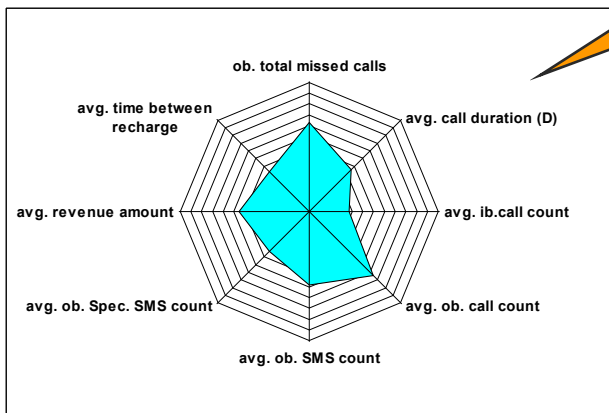 ob. total missed calls
avg. time between
recharge
avg. call duration (D)
avg. revenue amount
avg. ib.call count
avg. ob. Spec. SMS count
avg. ob. call count
avg. ob. SMS count